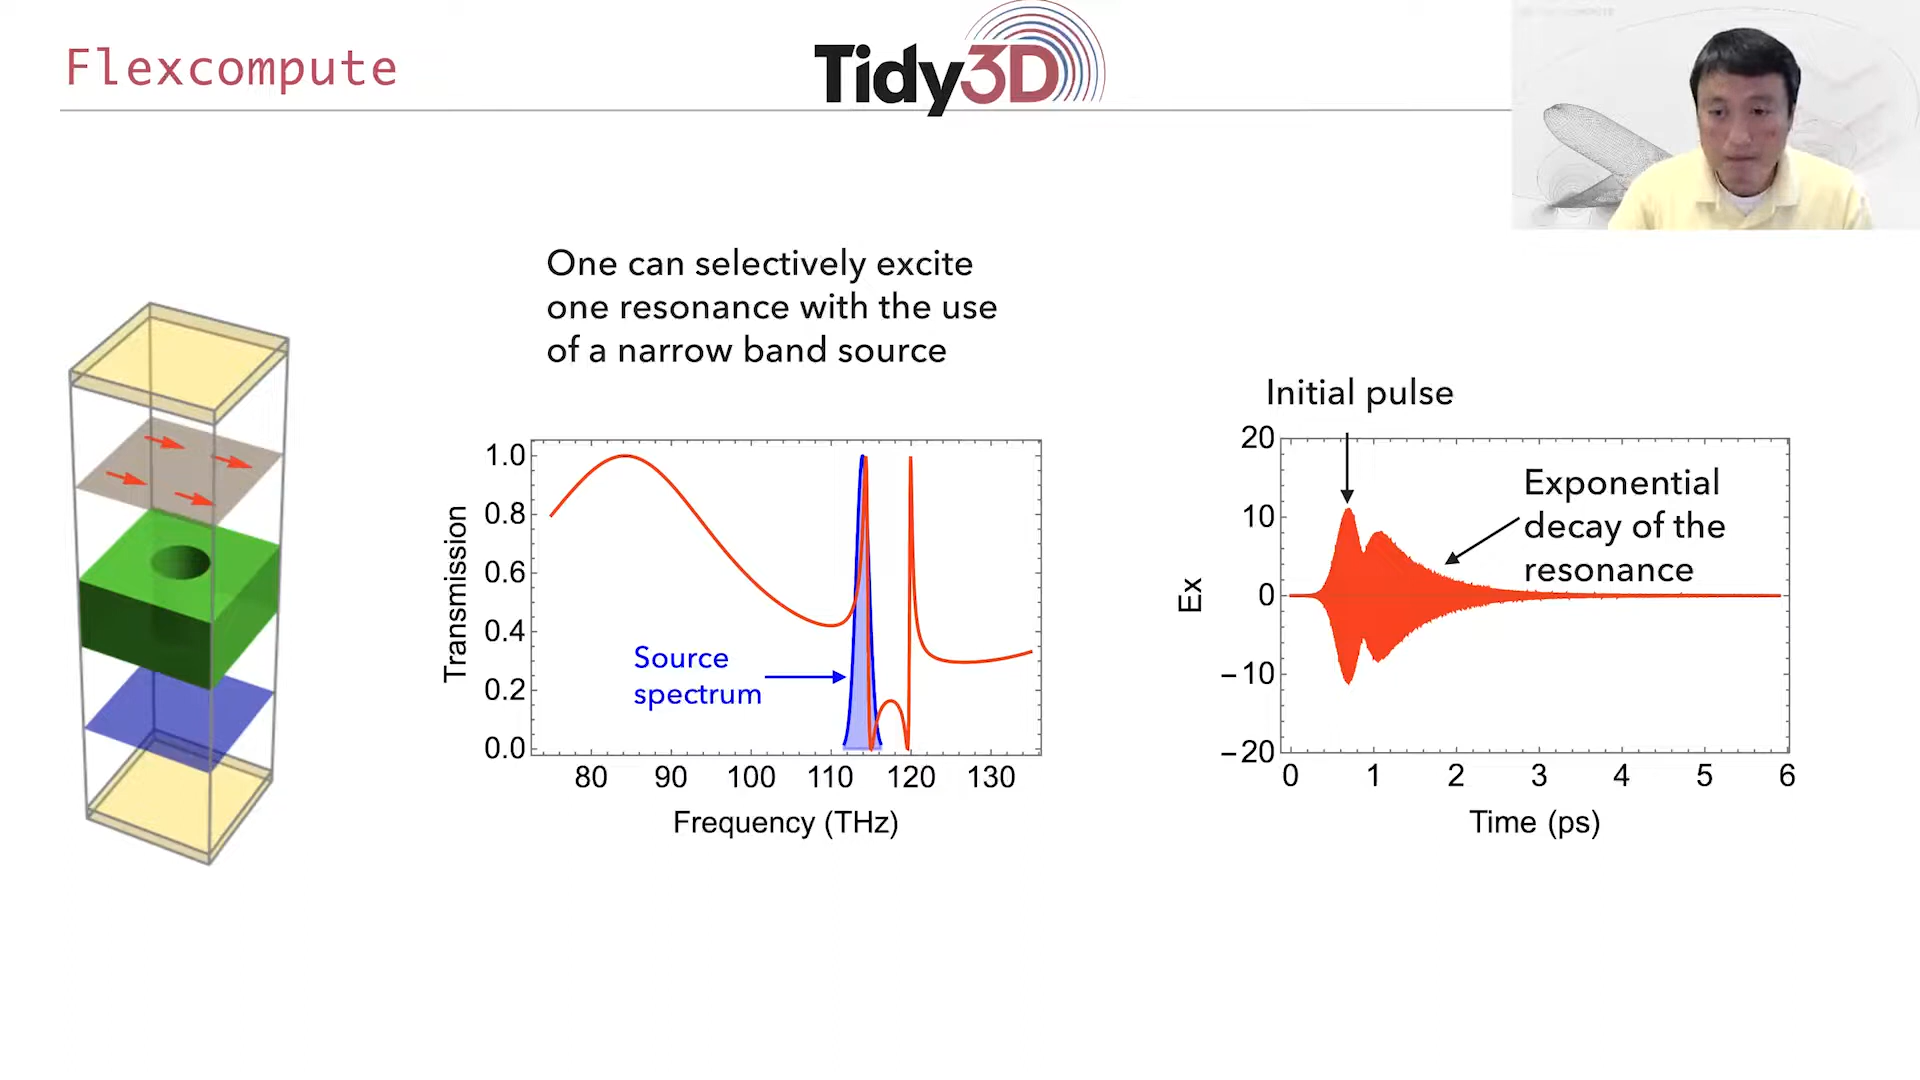 Flexcompute
Tidy3D
One can selectively excite
one resonance with the use
of a narrow band source
1.0
0.8
0.6
0.4
0.2
0.0
Transmission
Source
spectrum
80 90 100 110 120 130
Frequency (THz)
Initial pulse
20
10
0
−10
−20
Ex
Exponential
decay of the
resonance
0 1 2 3 4 5 6
Time (ps)